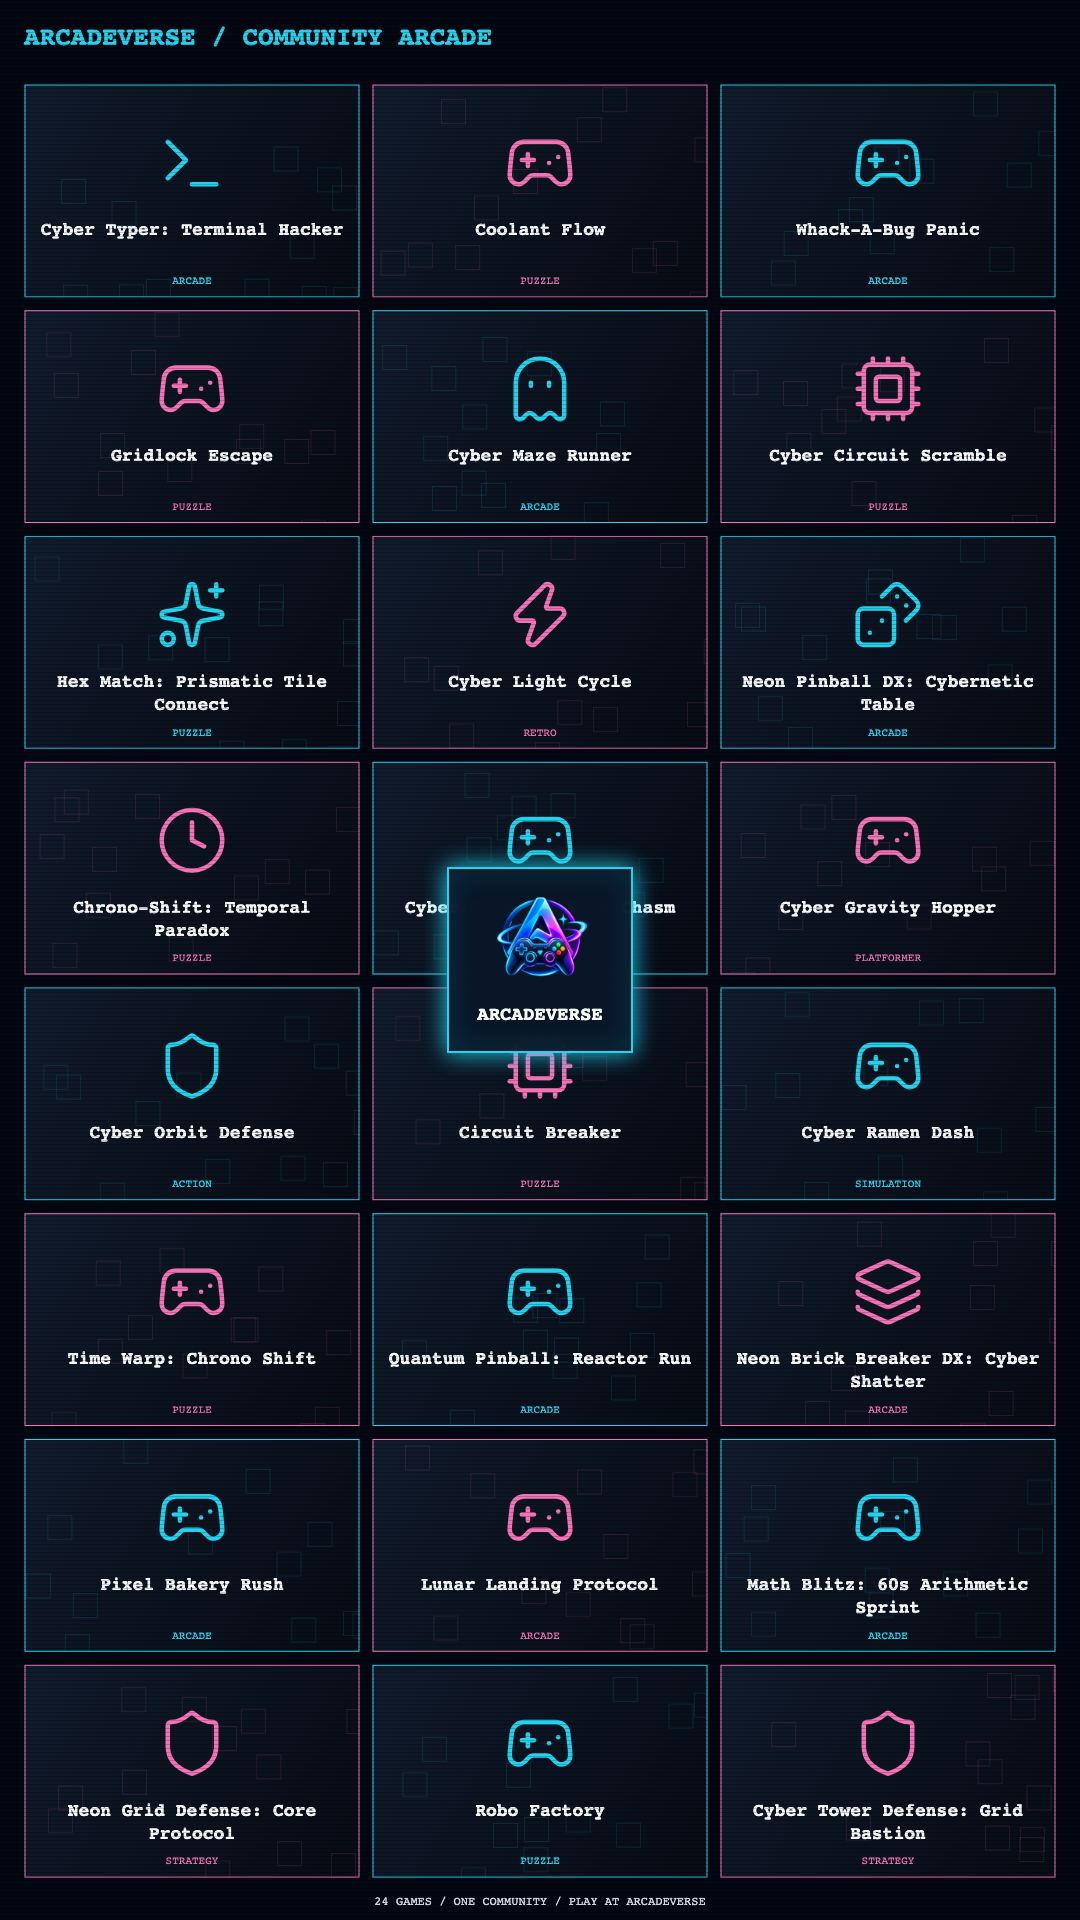 ARCADEVERSE / COMMUNITY ARCADE
Cyber Typer: Terminal Hacker
ARCADE
Coolant Flow
PUZZLE
Whack-A-Bug Panic
ARCADE
Gridlock Escape
PUZZLE
Cyber Maze Runner
ARCADE
Cyber Circuit Scramble
PUZZLE
Hex Match: Prismatic Tile
Connect
PUZZLE
Cyber Light Cycle
RETRO
Neon Pinball DX: Cybernetic
Table
ARCADE
Chrono-Shift: Temporal
Paradox
PUZZLE
Cyber Gravity Hopper
PLATFORMER
ARCADEVERSE
Cyber Orbit Defense
ACTION
Circuit Breaker
PUZZLE
Cyber Ramen Dash
SIMULATION
Time Warp: Chrono Shift
PUZZLE
Quantum Pinball: Reactor Run
ARCADE
Neon Brick Breaker DX: Cyber
Shatter
ARCADE
Pixel Bakery Rush
ARCADE
Lunar Landing Protocol
ARCADE
Math Blitz: 60s Arithmetic
Sprint
ARCADE
Neon Grid Defense: Core
Protocol
STRATEGY
Robo Factory
PUZZLE
Cyber Tower Defense: Grid
Bastion
STRATEGY
24 GAMES / ONE COMMUNITY / PLAY AT ARCADEVERSE